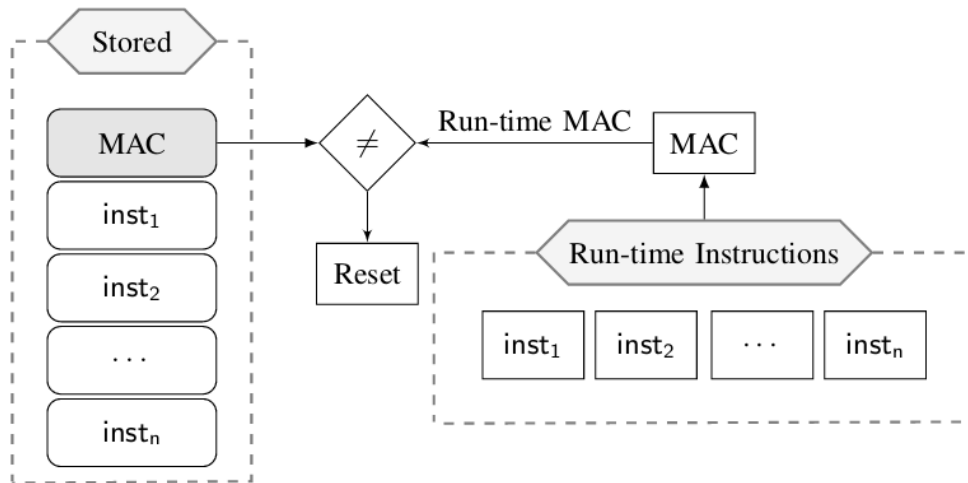 Stored
MAC
inst₁
inst₂
· · ·
instₙ
≠
Reset
Run-time MAC
MAC
Run-time Instructions
inst₁ inst₂ · · · instₙ